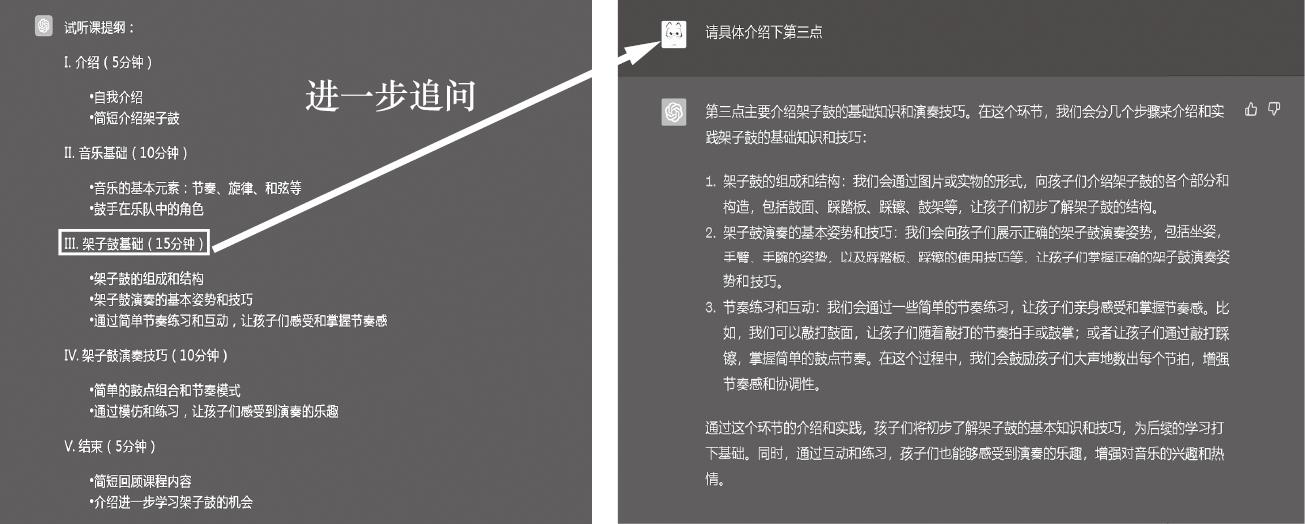 试听课提纲：
I. 介绍（5分钟）
•自我介绍
•简短介绍架子鼓
II. 音乐基础（10分钟）
•音乐的基本元素：节奏、旋律、和弦等
•鼓手在乐队中的角色
III. 架子鼓基础（15分钟）
•架子鼓的组成和结构
•架子鼓演奏的基本姿势和技巧
•通过简单节奏练习和互动，让孩子们感受和掌握节奏感
IV. 架子鼓演奏技巧（10分钟）
•简单的鼓点组合和节奏模式
•通过模仿和练习，让孩子们感受到演奏的乐趣
V. 结束（5分钟）
•简短回顾课程内容
•介绍进一步学习架子鼓的机会
进一步追问
请具体介绍下第三点
第三点主要介绍架子鼓的基础知识和演奏技巧。在这个环节，我们会分几个步骤来介绍和实
践架子鼓的基础知识和技巧：
1. 架子鼓的组成和结构：我们会通过图片或实物的形式，向孩子们介绍架子鼓的各个部分和
构造，包括鼓面、踩踏板、踩镲、鼓架等，让孩子们初步了解架子鼓的结构。
2. 架子鼓演奏的基本姿势和技巧：我们会向孩子们展示正确的架子鼓演奏姿势，包括坐姿，
手臂、手腕的姿势，以及踩踏板、踩镲的使用技巧等，让孩子们掌握正确的架子鼓演奏姿
势和技巧。
3. 节奏练习和互动：我们会通过一些简单的节奏练习，让孩子们亲身感受和掌握节奏感。比
如，我们可以敲打鼓面，让孩子们随着敲打的节奏拍手或鼓掌；或者让孩子们通过敲打踩
镲，掌握简单的鼓点节奏。在这个过程中，我们会鼓励孩子们大声地数出每个节拍，增强
节奏感和协调性。
通过这个环节的介绍和实践，孩子们将初步了解架子鼓的基本知识和技巧，为后续的学习打
下基础。同时，通过互动和练习，孩子们也能够感受到演奏的乐趣，增强对音乐的兴趣和热
情。